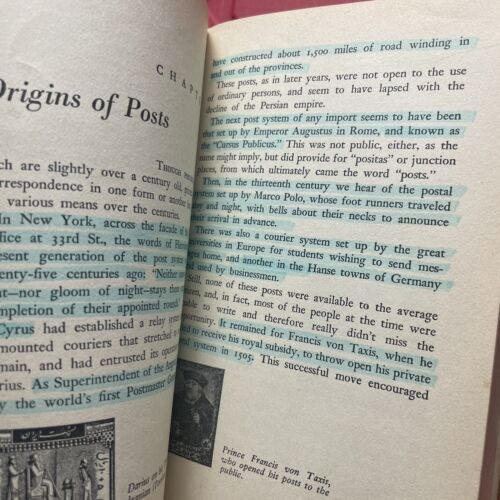 CHAPT
Origins of Posts
THOUGH
ch are slightly over a century old,
orrespondence in one form or another
various means over the centuries.
In New York, across the facade of
ffice at 33rd St., the words of
resent generation of the post
enty-five centuries ago: "Neither
t—nor gloom of night—stays
completion of their appointed round."
Cyrus had established a relay
mounted couriers that stretched
main, and had entrusted its
arius. As Superintendent of the
y the world's first Postmaster
Darius on
Iranian
have constructed about 1,500 miles of road winding in
and out of the provinces.
These posts, as in later years, were not open to the use
of ordinary persons, and seem to have lapsed with the
decline of the Persian empire.
The next post system of any import seems to have been
that set up by Emperor Augustus in Rome, and known as
the "Cursus Publicus." This was not public, either, as the
name might imply, but did provide for "positas" or junction
places, from which ultimately came the word "posts."
Then, in the thirteenth century we hear of the postal
system set up by Marco Polo, whose foot runners traveled
day and night, with bells about their necks to announce
their arrival in advance.
There was also a courier system set up by the great
universities in Europe for students wishing to send mes-
ages home, and another in the Hanse towns of Germany
used by businessmen.
Still, none of these posts were available to the average
and, in fact, most of the people at the time were
able to write and therefore really didn't miss the
opportunity. It remained for Francis von Taxis, when he
ed to receive his royal subsidy, to throw open his private
al system in 1505. This successful move encouraged
Prince Francis von Taxis,
who opened his posts to the
public.